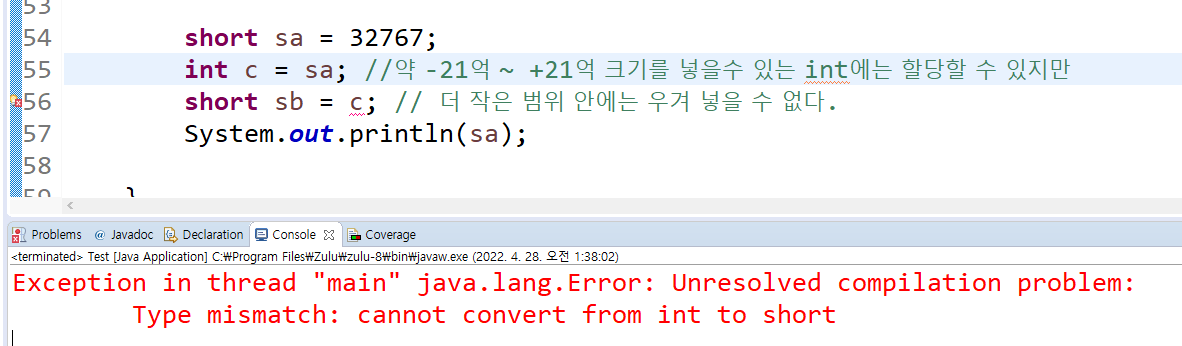 53
54 short sa = 32767;
55 int c = sa; //약 -21억 ~ +21억 크기를 넣을수 있는 int에는 할당할 수 있지만
56 short sb = c; // 더 작은 범위 안에는 우겨 넣을 수 없다.
57 System.out.println(sa);
58
59 }
Problems @ Javadoc Declaration Console Coverage
<terminated> Test [Java Application] C:₩Program Files₩Zulu₩zulu-8₩bin₩javaw.exe (2022. 4. 28. 오전 1:38:02)
Exception in thread "main" java.lang.Error: Unresolved compilation problem:
Type mismatch: cannot convert from int to short